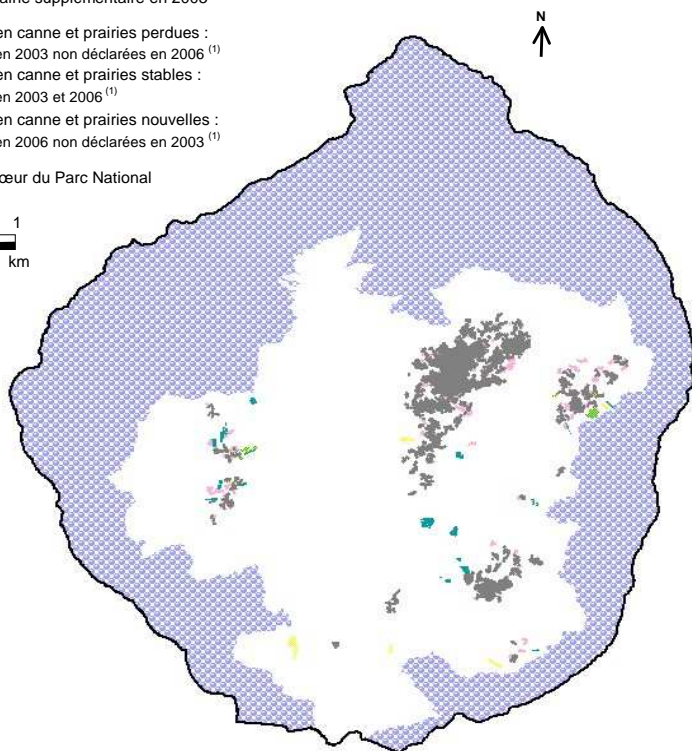 supplémentaire en 2008
en canne et prairies perdues :
en 2003 non déclarées en 2006 (1)
en canne et prairies stables :
en 2003 et 2006 (1)
en canne et prairies nouvelles :
en 2006 non déclarées en 2003 (1)
œur du Parc National
1
km
N